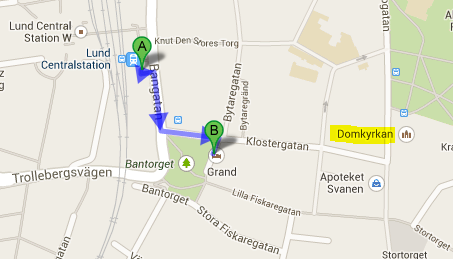 Lund Central
Station W
Knut Den Stores Torg
A
Lund
Centralstation
Bangatan
Bytaregatan
Bytaregränd
B
Klostergatan
Domkyrkan
Bantorget
Grand
Trollebergsvägen
Apoteket
Svanen
Bantorget
Lilla Fiskaregatan
Stora Fiskaregatan
Stortorget
Stortorget